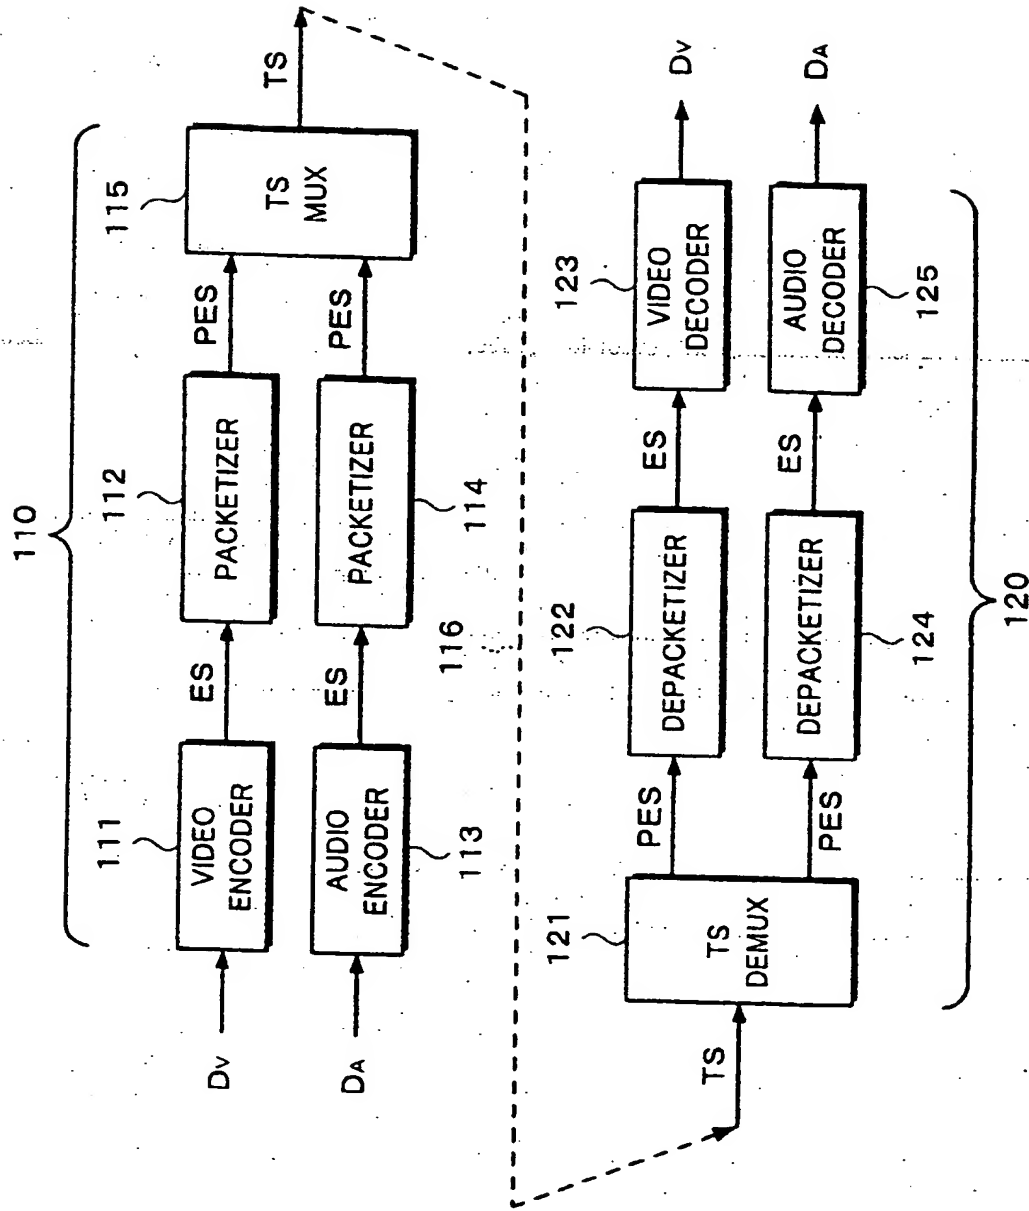 110
111
112
115
DV
VIDEO
ENCODER
ES
PACKETIZER
PES
TS
MUX
TS
DA
AUDIO
ENCODER
ES
PACKETIZER
PES
113
114
116
121
122
123
TS
TS
DEMUX
PES
DEPACKETIZER
ES
VIDEO
DECODER
DV
PES
DEPACKETIZER
ES
AUDIO
DECODER
DA
124
125
120